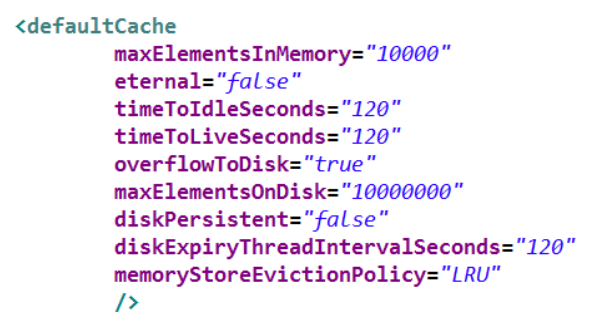 <defaultCache
maxElementsInMemory="10000"
eternal="false"
timeToIdleSeconds="120"
timeToLiveSeconds="120"
overflowToDisk="true"
maxElementsOnDisk="10000000"
diskPersistent="false"
diskExpiryThreadIntervalSeconds="120"
memoryStoreEvictionPolicy="LRU"
/>